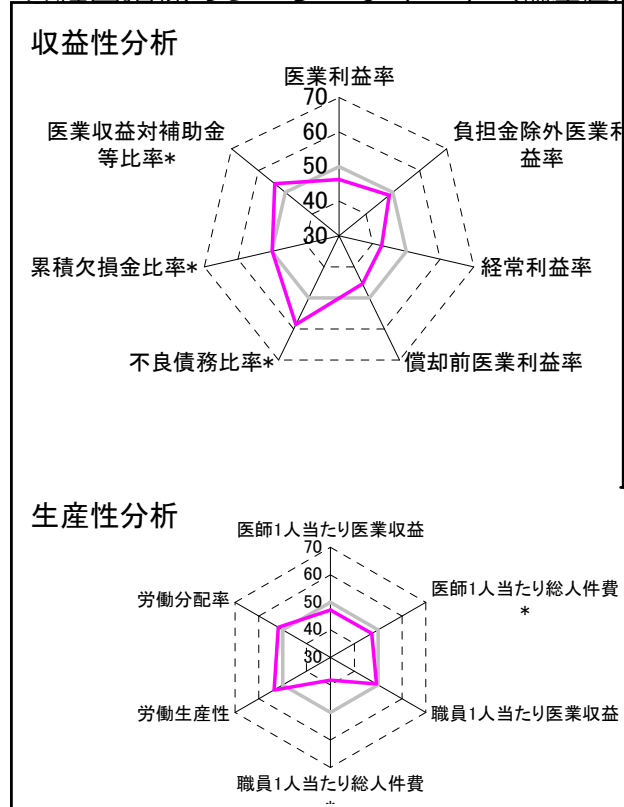 収益性分析
医業利益率
70
医業収益対補助金
等比率*
60
負担金除外医業利
益率
50
40
累積欠損金比率*
30
経常利益率
不良債務比率*
償却前医業利益率
生産性分析
医師1人当たり医業収益
70
60
医師1人当たり総人件費
*
労働分配率
50
40
30
労働生産性
職員1人当たり医業収益
職員1人当たり総人件費
*